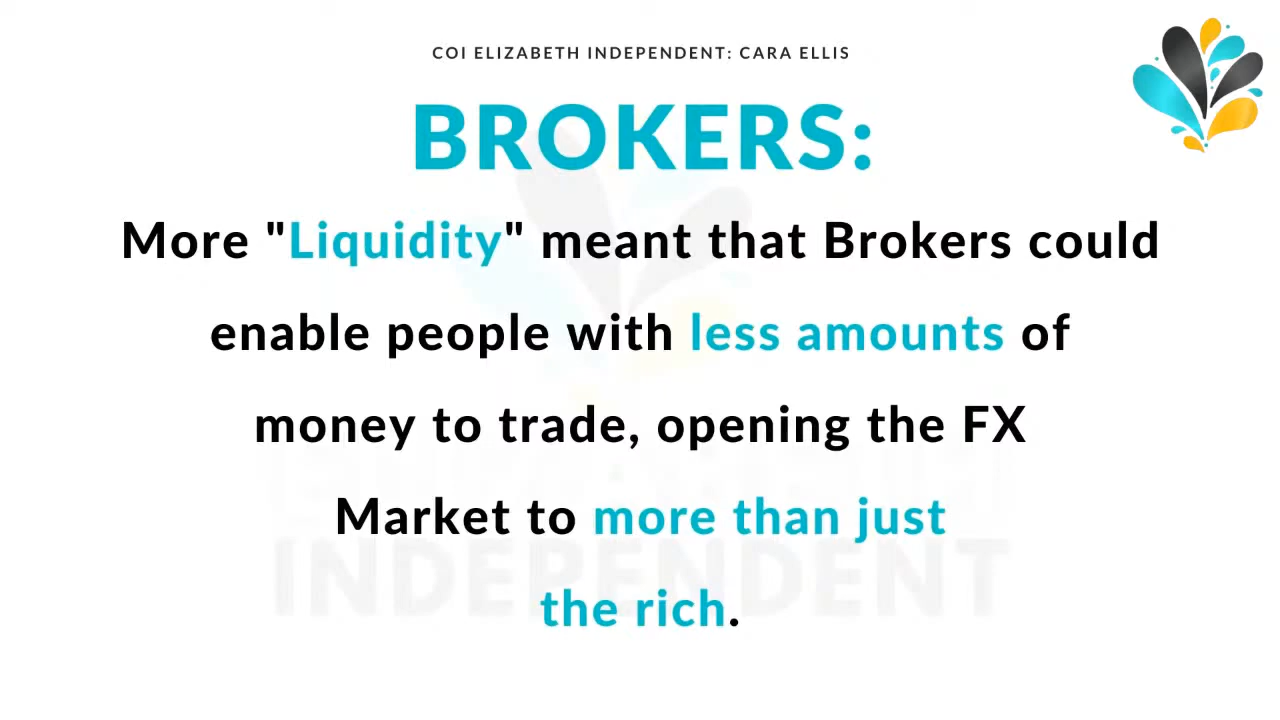 COI ELIZABETH INDEPENDENT: CARA ELLIS
BROKERS:
More "Liquidity" meant that Brokers could
enable people with less amounts of
money to trade, opening the FX
Market to more than just
the rich.
INDEPENDENT